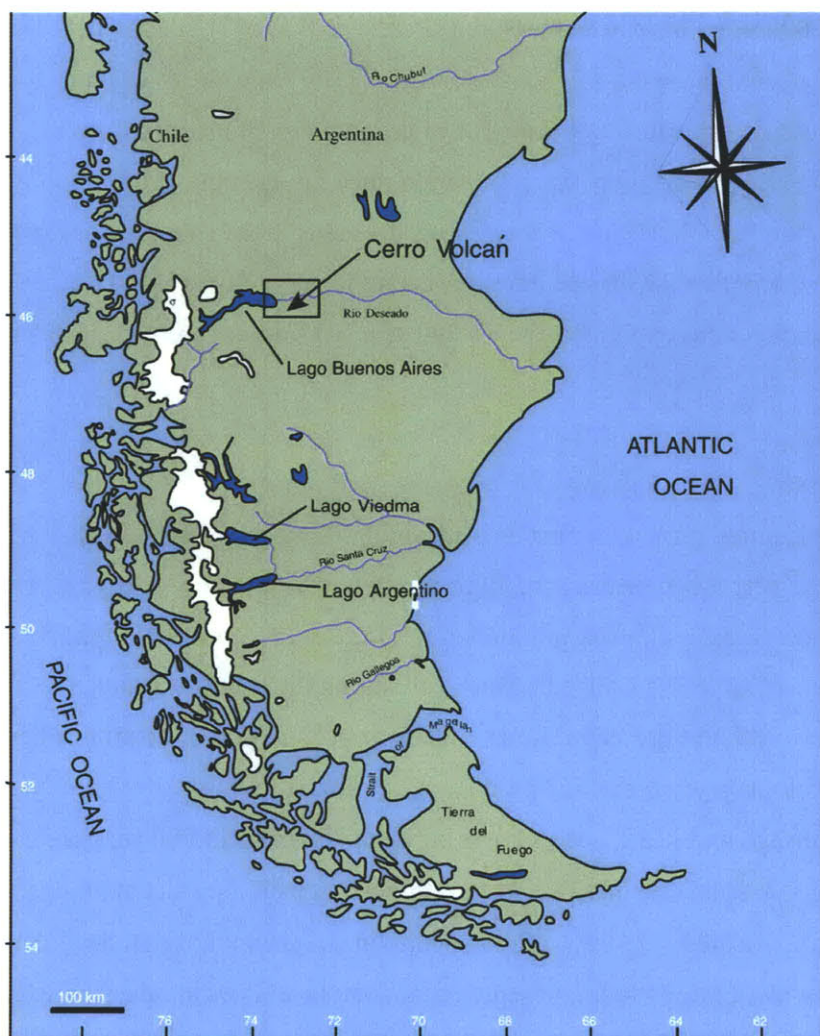 N
Rio Chubut
Chile
Argentina
44
Cerro Volcań
46
Rio Deseado
Lago Buenos Aires
ATLANTIC
OCEAN
48
Lago Viedma
Rio Santa Cruz
Lago Argentino
50
Rio Gallegos
PACIFIC OCEAN
Strait of Magellan
52
Tierra
del
Fuego
54
100 km
76
74
72
70
68
66
64
62